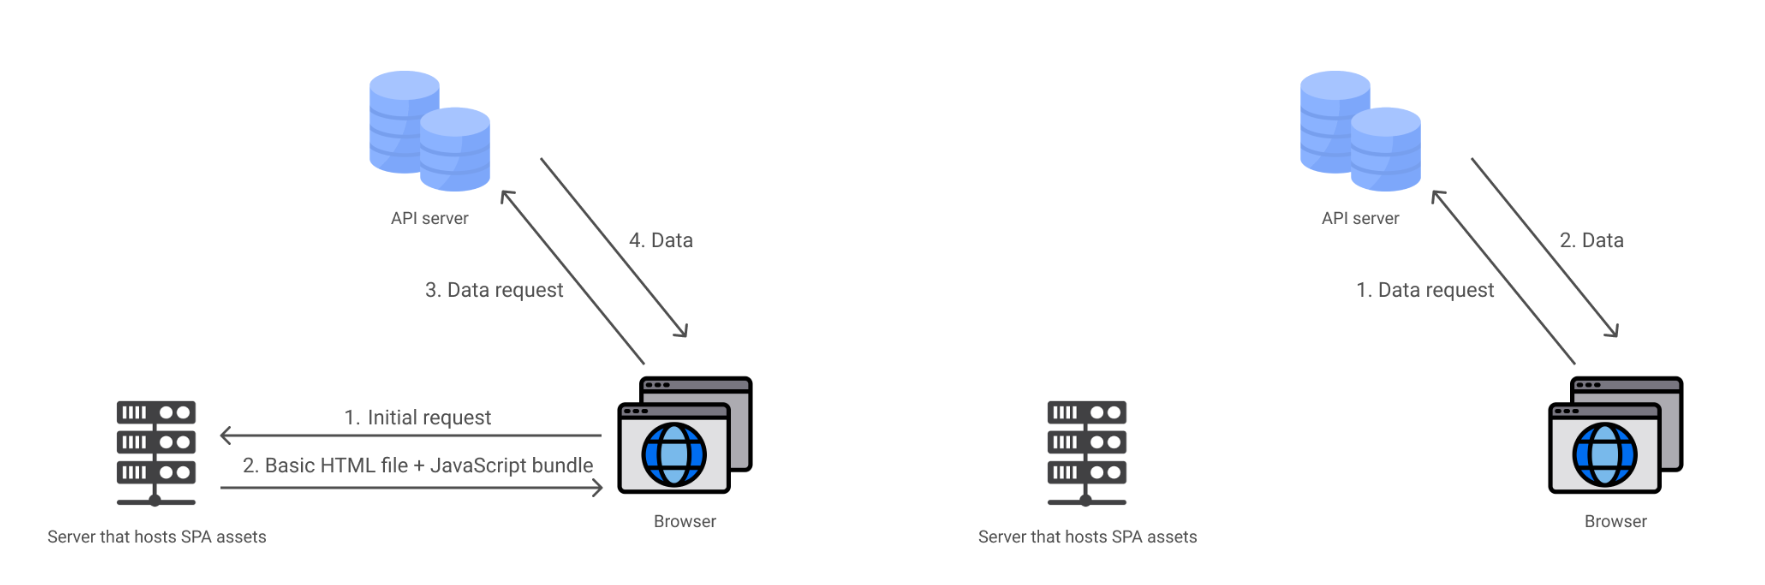 API server
4. Data
3. Data request
1. Initial request
2. Basic HTML file + JavaScript bundle
Browser
Server that hosts SPA assets
API server
2. Data
1. Data request
Browser
Server that hosts SPA assets